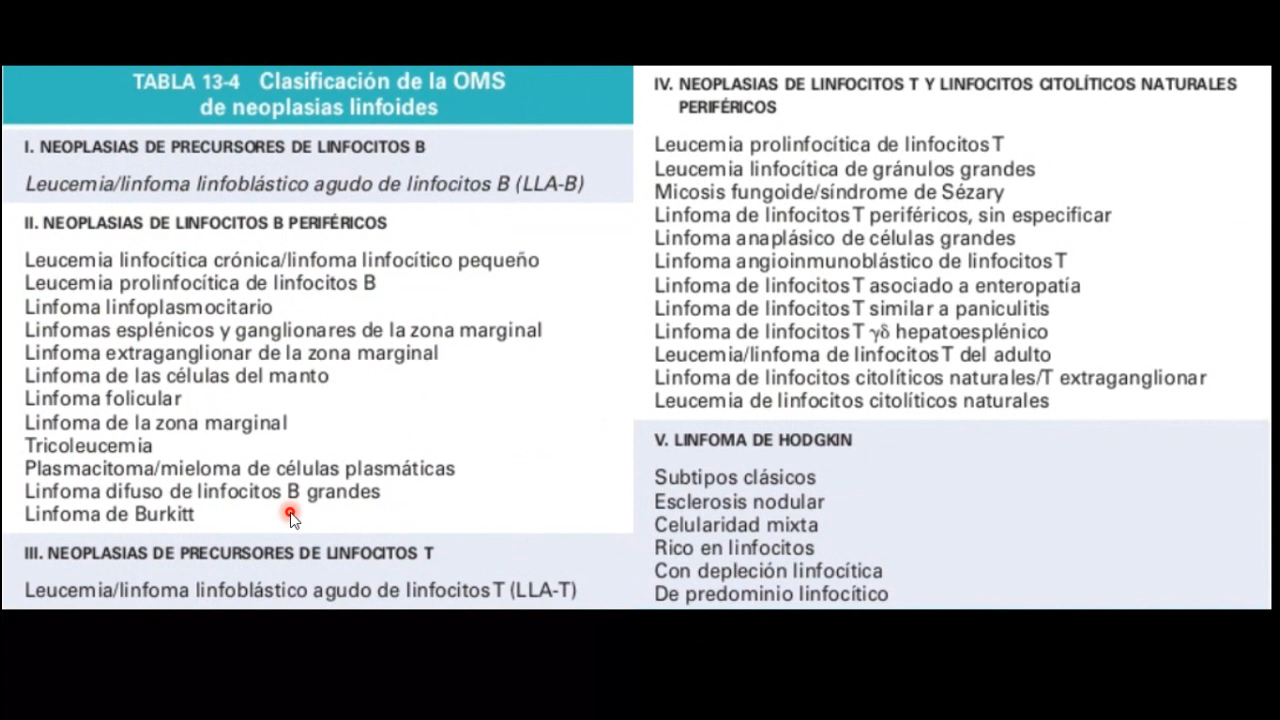 TABLA 13-4 Clasificación de la OMS
de neoplasias linfoides
I. NEOPLASIAS DE PRECURSORES DE LINFOCITOS B
Leucemia/linfoma linfoblástico agudo de linfocitos B (LLA-B)
II. NEOPLASIAS DE LINFOCITOS B PERIFÉRICOS
Leucemia linfocítica crónica/linfoma linfocítico pequeño
Leucemia prolinfocítica de linfocitos B
Linfoma linfoplasmocitario
Linfomas esplénicos y ganglionares de la zona marginal
Linfoma extraganglionar de la zona marginal
Linfoma de las células del manto
Linfoma folicular
Linfoma de la zona marginal
Tricoleucemia
Plasmacitoma/mieloma de células plasmáticas
Linfoma difuso de linfocitos B grandes
Linfoma de Burkitt
III. NEOPLASIAS DE PRECURSORES DE LINFOCITOS T
Leucemia/linfoma linfoblástico agudo de linfocitos T (LLA-T)
IV. NEOPLASIAS DE LINFOCITOS T Y LINFOCITOS CITOLÍTICOS NATURALES
PERIFÉRICOS
Leucemia prolinfocítica de linfocitos T
Leucemia linfocítica de gránulos grandes
Micosis fungoide/síndrome de Sézary
Linfoma de linfocitos T periféricos, sin especificar
Linfoma anaplásico de células grandes
Linfoma angioinmunoblástico de linfocitos T
Linfoma de linfocitos T asociado a enteropatía
Linfoma de linfocitos T similar a paniculitis
Linfoma de linfocitos T γδ hepatoesplénico
Leucemia/linfoma de linfocitos T del adulto
Linfoma de linfocitos citolíticos naturales/T extraganglionar
Leucemia de linfocitos citolíticos naturales
V. LINFOMA DE HODGKIN
Subtipos clásicos
Esclerosis nodular
Celularidad mixta
Rico en linfocitos
Con depleción linfocítica
De predominio linfocítico